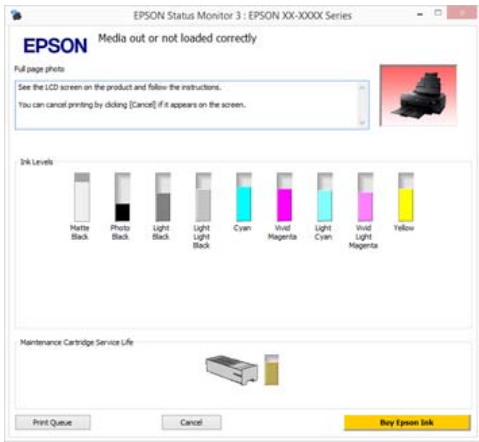 EPSON Status Monitor 3 : EPSON XX-XXXX Series
EPSON
Media out or not loaded correctly
Full page photo
See the LCD screen on the product and follow the instructions.
You can cancel printing by clicking [Cancel] if it appears on the screen.
Ink Levels
Matte Black
Photo Black
Light Black
Light Light Black
Cyan
Vivid Magenta
Light Cyan
Vivid Light Magenta
Yellow
Maintenance Cartridge Service Life
Print Queue
Cancel
Buy Epson Ink